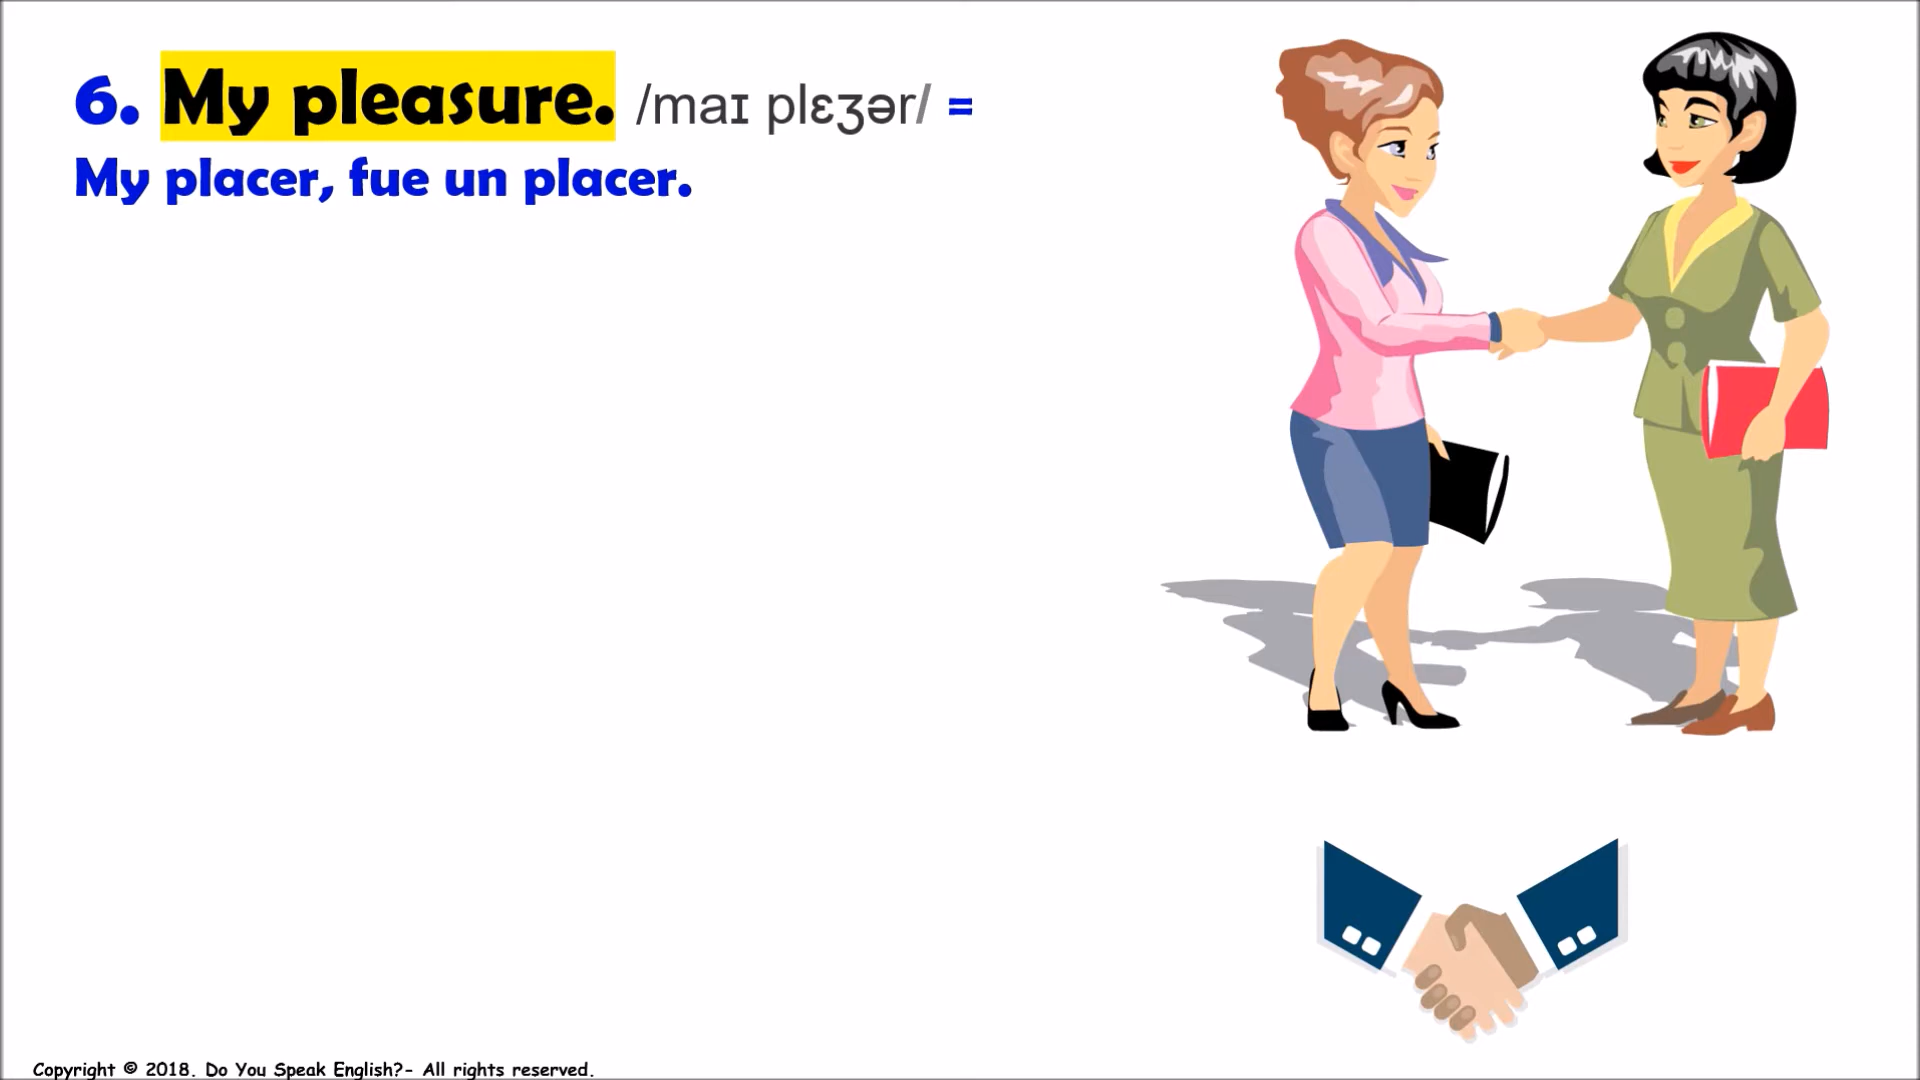 6. My pleasure. /maɪ plɛʒər/ =
My placer, fue un placer.
Copyright © 2018. Do You Speak English?- All rights reserved.